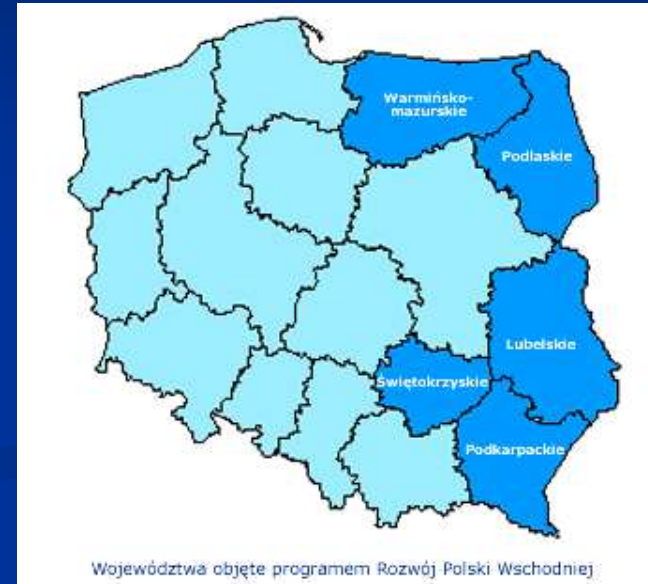 Warmińsko-
mazurskie
Podlaskie
Lubelskie
Świętokrzyskie
Podkarpackie
Województwa objęte programem Rozwój Polski Wschodniej